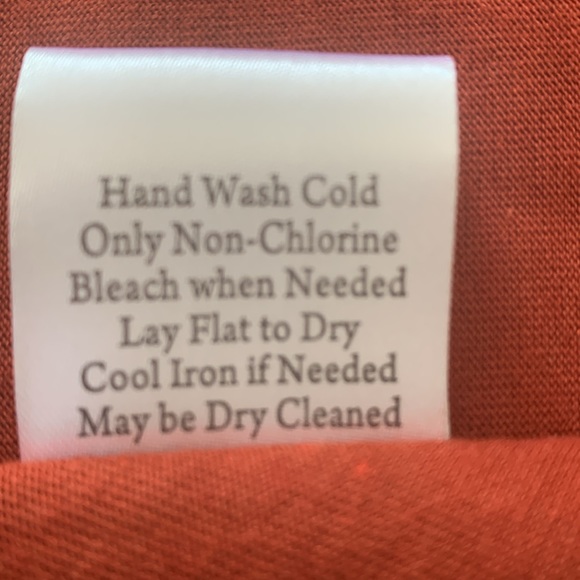 Hand Wash Cold
Only Non-Chlorine
Bleach when Needed
Lay Flat to Dry
Cool Iron if Needed
May be Dry Cleaned